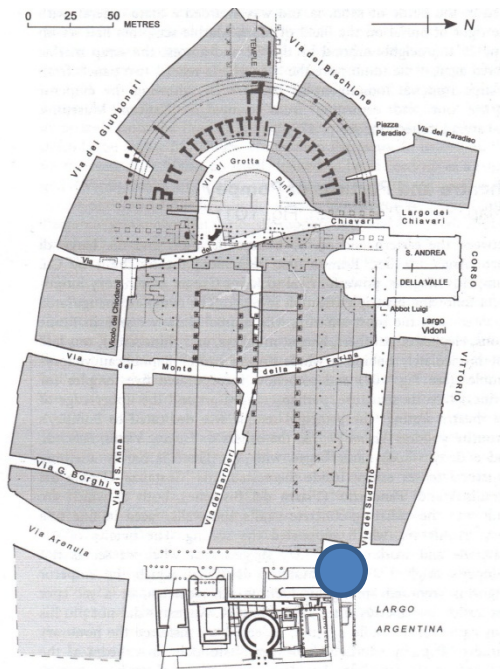 0 25 50
METRES
N
Via del Biscione
TEMPLE
Via dei Giubbonari
Piazza
Paradiso
Via del Paradiso
Via di Grotta
Pinta
Chiavari
Largo dei
Chiavari
dei
Via
S. ANDREA
DELLA VALLE
CORSO
Vicolo dei Chiodaroli
Abbot Luigi
Largo
Vidoni
VITTORIO
Via del Monte della Farina
Via G. Borghi
Via di S. Anna
Via dei Barbieri
Via del Sudario
Via Arenula
LARGO
ARGENTINA